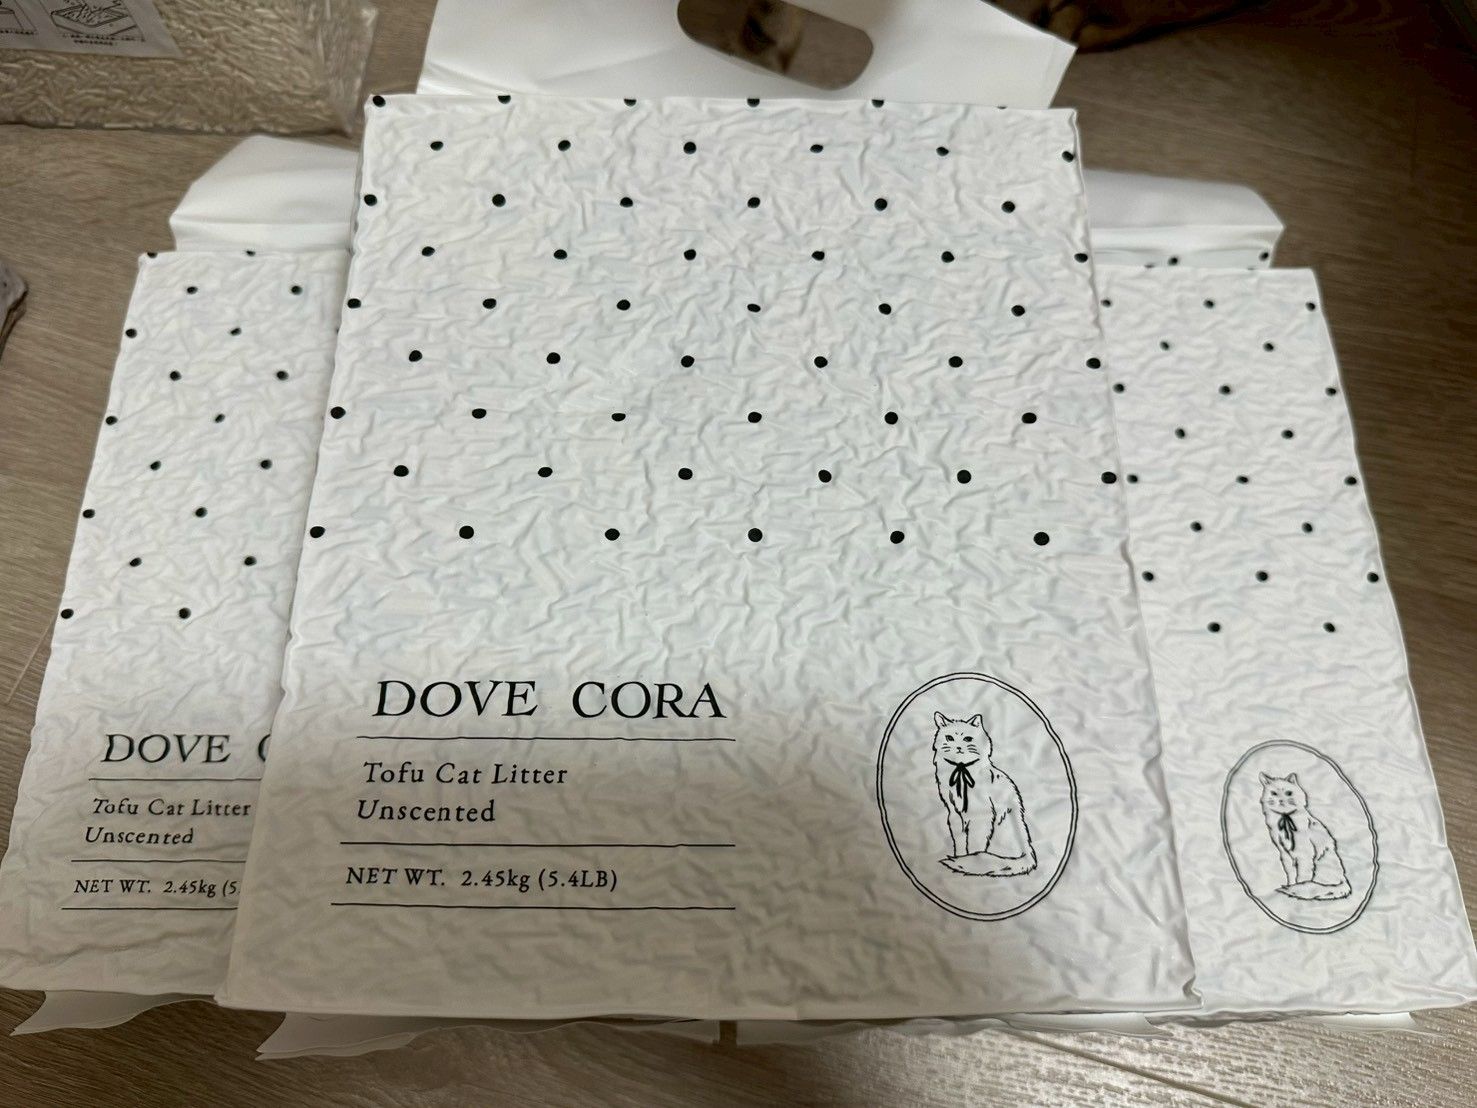 DOVE CORA
Tofu Cat Litter
Unscented
NET WT. 2.45kg (5.4LB)
DOVE
Tofu Cat Litter
Unscented
NET WT. 2.45kg (5.